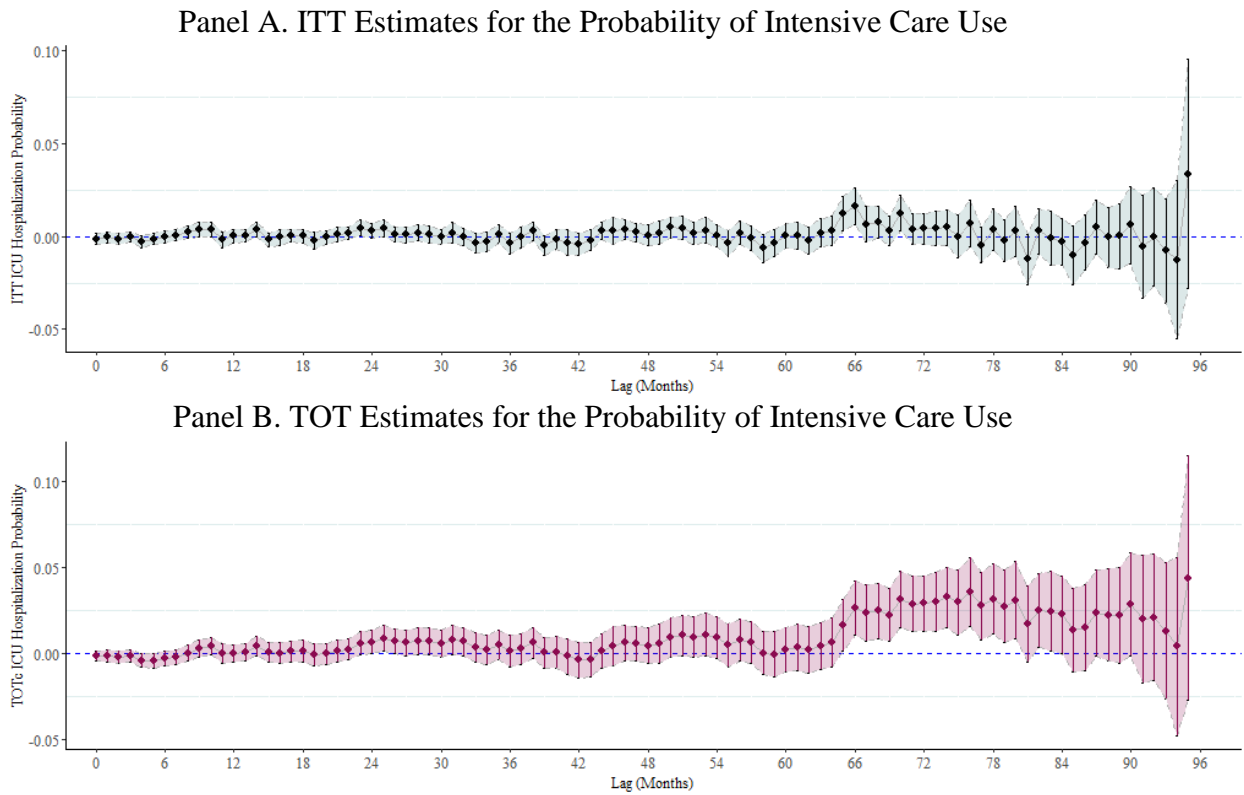 Panel A. ITT Estimates for the Probability of Intensive Care Use
0.10
0.05
0.00
-0.05
ITT ICU Hospitalization Probability
0 6 12 18 24 30 36 42 48 54 60 66 72 78 84 90 96
Lag (Months)
Panel B. TOT Estimates for the Probability of Intensive Care Use
0.10
0.05
0.00
-0.05
TOTc ICU Hospitalization Probability
0 6 12 18 24 30 36 42 48 54 60 66 72 78 84 90 96
Lag (Months)